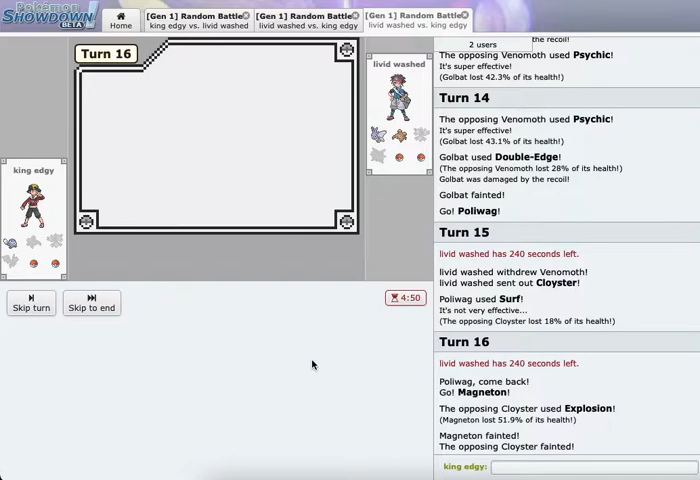 Pokémon
SHOWDOWN
BETA!
Home
[Gen 1] Random Battle
king edgy vs. livid washed
[Gen 1] Random Battle
livid washed vs. king edgy
[Gen 1] Random Battle
livid washed vs. king edgy
Turn 16
livid washed
king edgy
Skip turn
Skip to end
4:50
2 users
the recoil!
The opposing Venomoth used Psychic!
It's super effective!
(Golbat lost 42.3% of its health!)
Turn 14
The opposing Venomoth used Psychic!
It's super effective!
(Golbat lost 43.1% of its health!)
Golbat used Double-Edge!
(The opposing Venomoth lost 28% of its health!)
Golbat was damaged by the recoil!
Golbat fainted!
Go! Poliwag!
Turn 15
livid washed has 240 seconds left.
livid washed withdrew Venomoth!
livid washed sent out Cloyster!
Poliwag used Surf!
It's not very effective...
(The opposing Cloyster lost 18% of its health!)
Turn 16
livid washed has 240 seconds left.
Poliwag, come back!
Go! Magneton!
The opposing Cloyster used Explosion!
(Magneton lost 51.9% of its health!)
Magneton fainted!
The opposing Cloyster fainted!
king edgy: